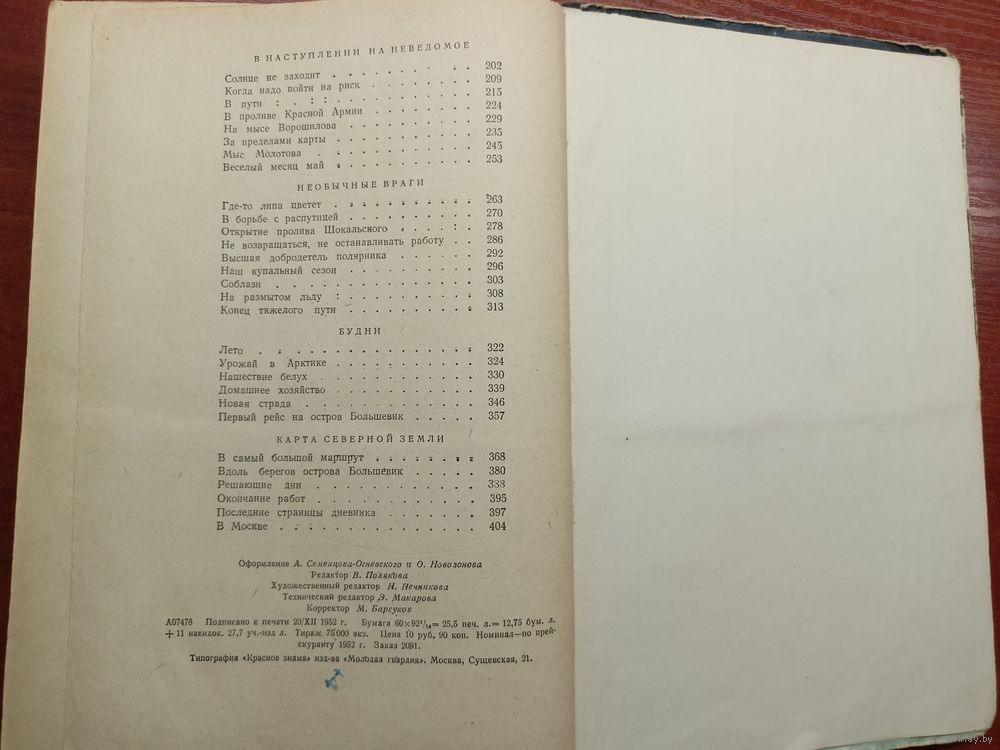 В НАСТУПЛЕНИИ НА НЕВЕДОМОЕ
Солнце не заходит . . . . . . . . . 202
Когда надо пойти на риск . . . . . . . . 209
В пути : . : : . . . . . . . . . . 215
В проливе Красной Армии . . . . . . . . 224
На мысе Ворошилова . . . . . . . . . 229
За пределами карты . . . . . . . . . . 235
Мыс Молотова . . . . . . . . . . . 245
Веселый месяц май . . . . . . . . . . 253
НЕОБЫЧНЫЕ ВРАГИ
Где-то липа цветет . . . . . . . . . . 263
В борьбе с распутицей . . . . . . . . . 270
Открытие пролива Шокальского . . . . : . 278
Не возвращаться, не останавливать работу . . 286
Высшая добродетель полярника . . . . . . 292
Наш купальный сезон . . . . . . . . . 296
Соблазн . . . . . . . . . . . . . 303
На размытом льду : . . . . . . . . . 308
Конец тяжелого пути . . . . . . . . . 313
БУДНИ
Лето . . . . . . . . . . . . . . 322
Урожай в Арктике . . . . . . . . . . 324
Нашествие белух . . . . . . . . . . . 330
Домашнее хозяйство . . . . . . . . . . 339
Новая страда . . . . . . . . . . . . 346
Первый рейс на остров Большевик . . . . . 357
КАРТА СЕВЕРНОЙ ЗЕМЛИ
В самый большой маршрут . . . . . . . 368
Вдоль берегов острова Большевик . . . . . 380
Решающие дни . . . . . . . . . . . 388
Окончание работ . . . . . . . . . . . 395
Последние страницы дневника . . . . . . 397
В Москве . . . . . . . . . . . . . 404
Оформление А. Семенцова-Огневского и О. Новозонова
Редактор В. Полякова
Художественный редактор Н. Печникова
Технический редактор Э. Макарова
Корректор М. Барсуков
А07478 Подписано к печати 20/XII 1952 г. Бумага 60×92¹/₁₆= 25,5 печ. л.= 12,75 бум. л.
+ 11 накидок. 27,7 уч.-изд л. Тираж 75 000 экз. Цена 10 руб. 90 коп. Номинал—по прей-
скуранту 1952 г. Заказ 2091.
Типография «Красное знамя» изд-ва «Молодая гвардия». Москва, Сущевская, 21.